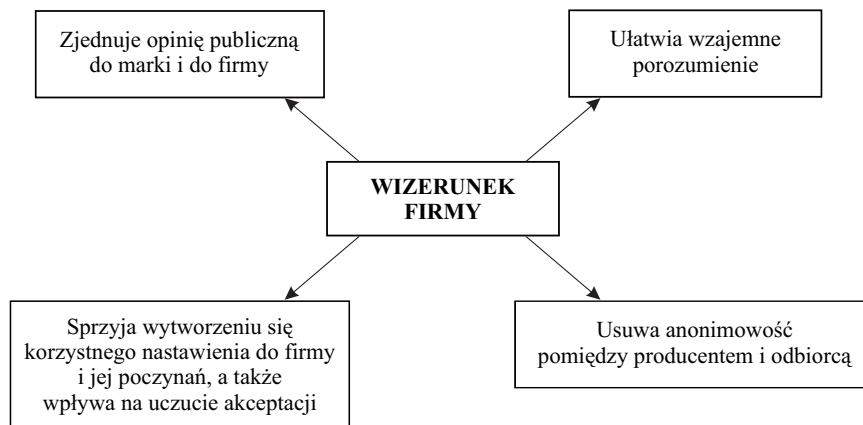 Zjednuje opinię publiczną
do marki i do firmy
Ułatwia wzajemne
porozumienie
WIZERUNEK
FIRMY
Sprzyja wytworzeniu się
korzystnego nastawienia do firmy
i jej poczynań, a także
wpływa na uczucie akceptacji
Usuwa anonimowość
pomiędzy producentem i odbiorcą